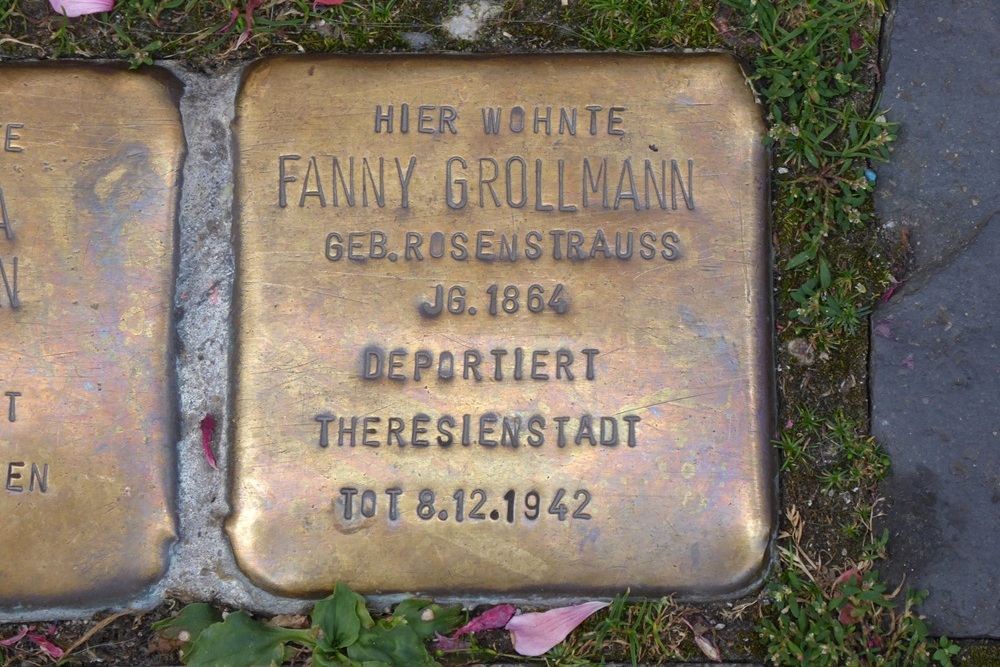 HIER WOHNTE
FANNY GROLLMANN
GEB. ROSENSTRAUSS
JG. 1864
DEPORTIERT
THERESIENSTADT
TOT 8.12.1942